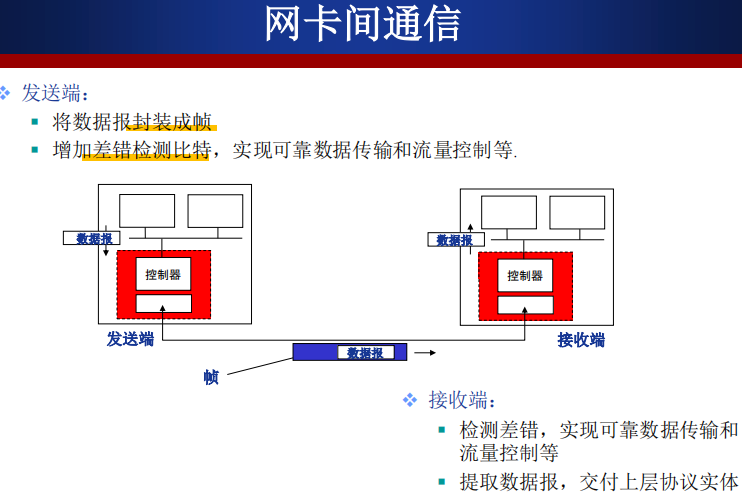 网卡间通信
发送端：
将数据报封装成帧
增加差错检测比特，实现可靠数据传输和流量控制等.
数据报
控制器
发送端
数据报
控制器
接收端
数据报
帧
接收端：
检测差错，实现可靠数据传输和
流量控制等
提取数据报，交付上层协议实体